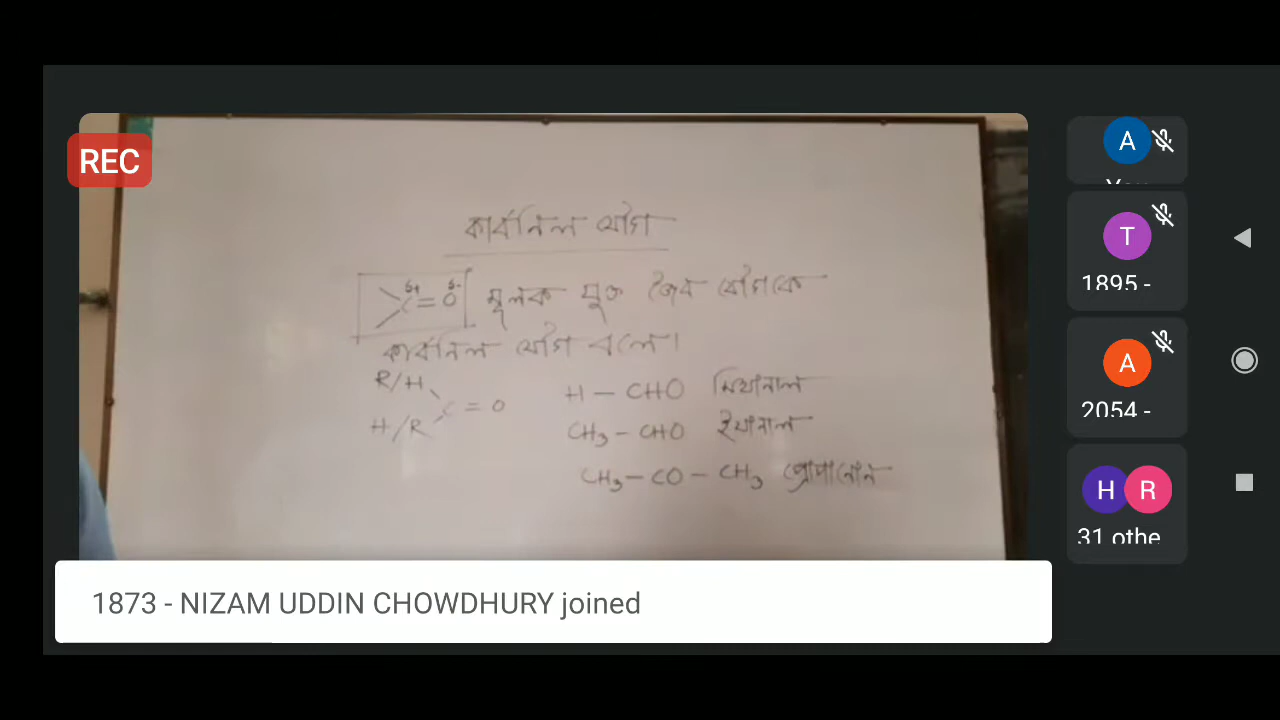 REC
কার্বনিল যৌগ
>C=O δ+ δ- মূলক যুক্ত জৈব যৌগকে
কার্বনিল যৌগ বলে।
R/H
H/R C=O
H-CHO মিথান্যাল
CH3-CHO ইথান্যাল
CH3-CO-CH3 প্রোপানোন
A
T
1895 -
A
2054 -
H R
31 othe
1873 - NIZAM UDDIN CHOWDHURY joined